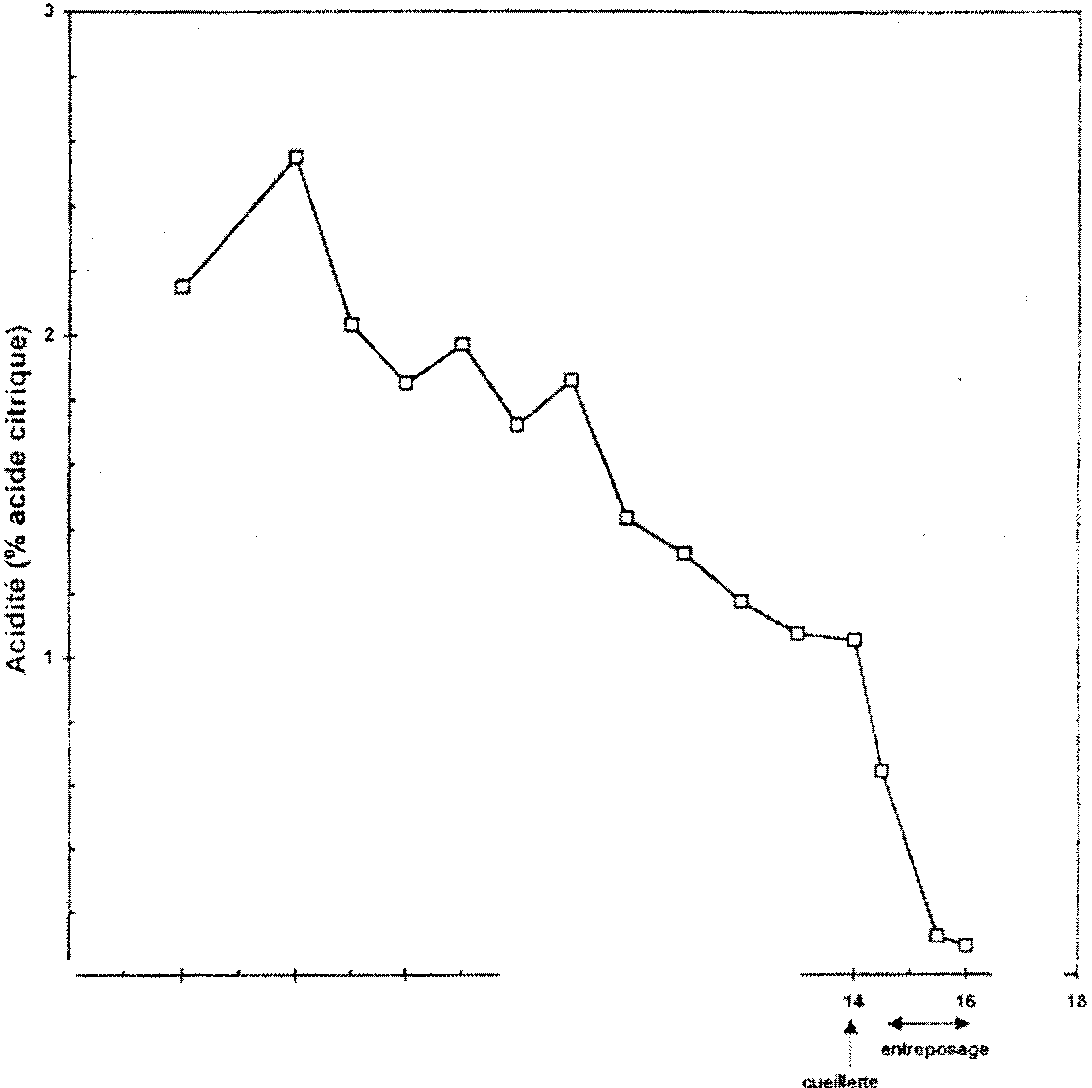 3
2
1
Acidité (% acide citrique)
14 16 18
entreposage
cueillette